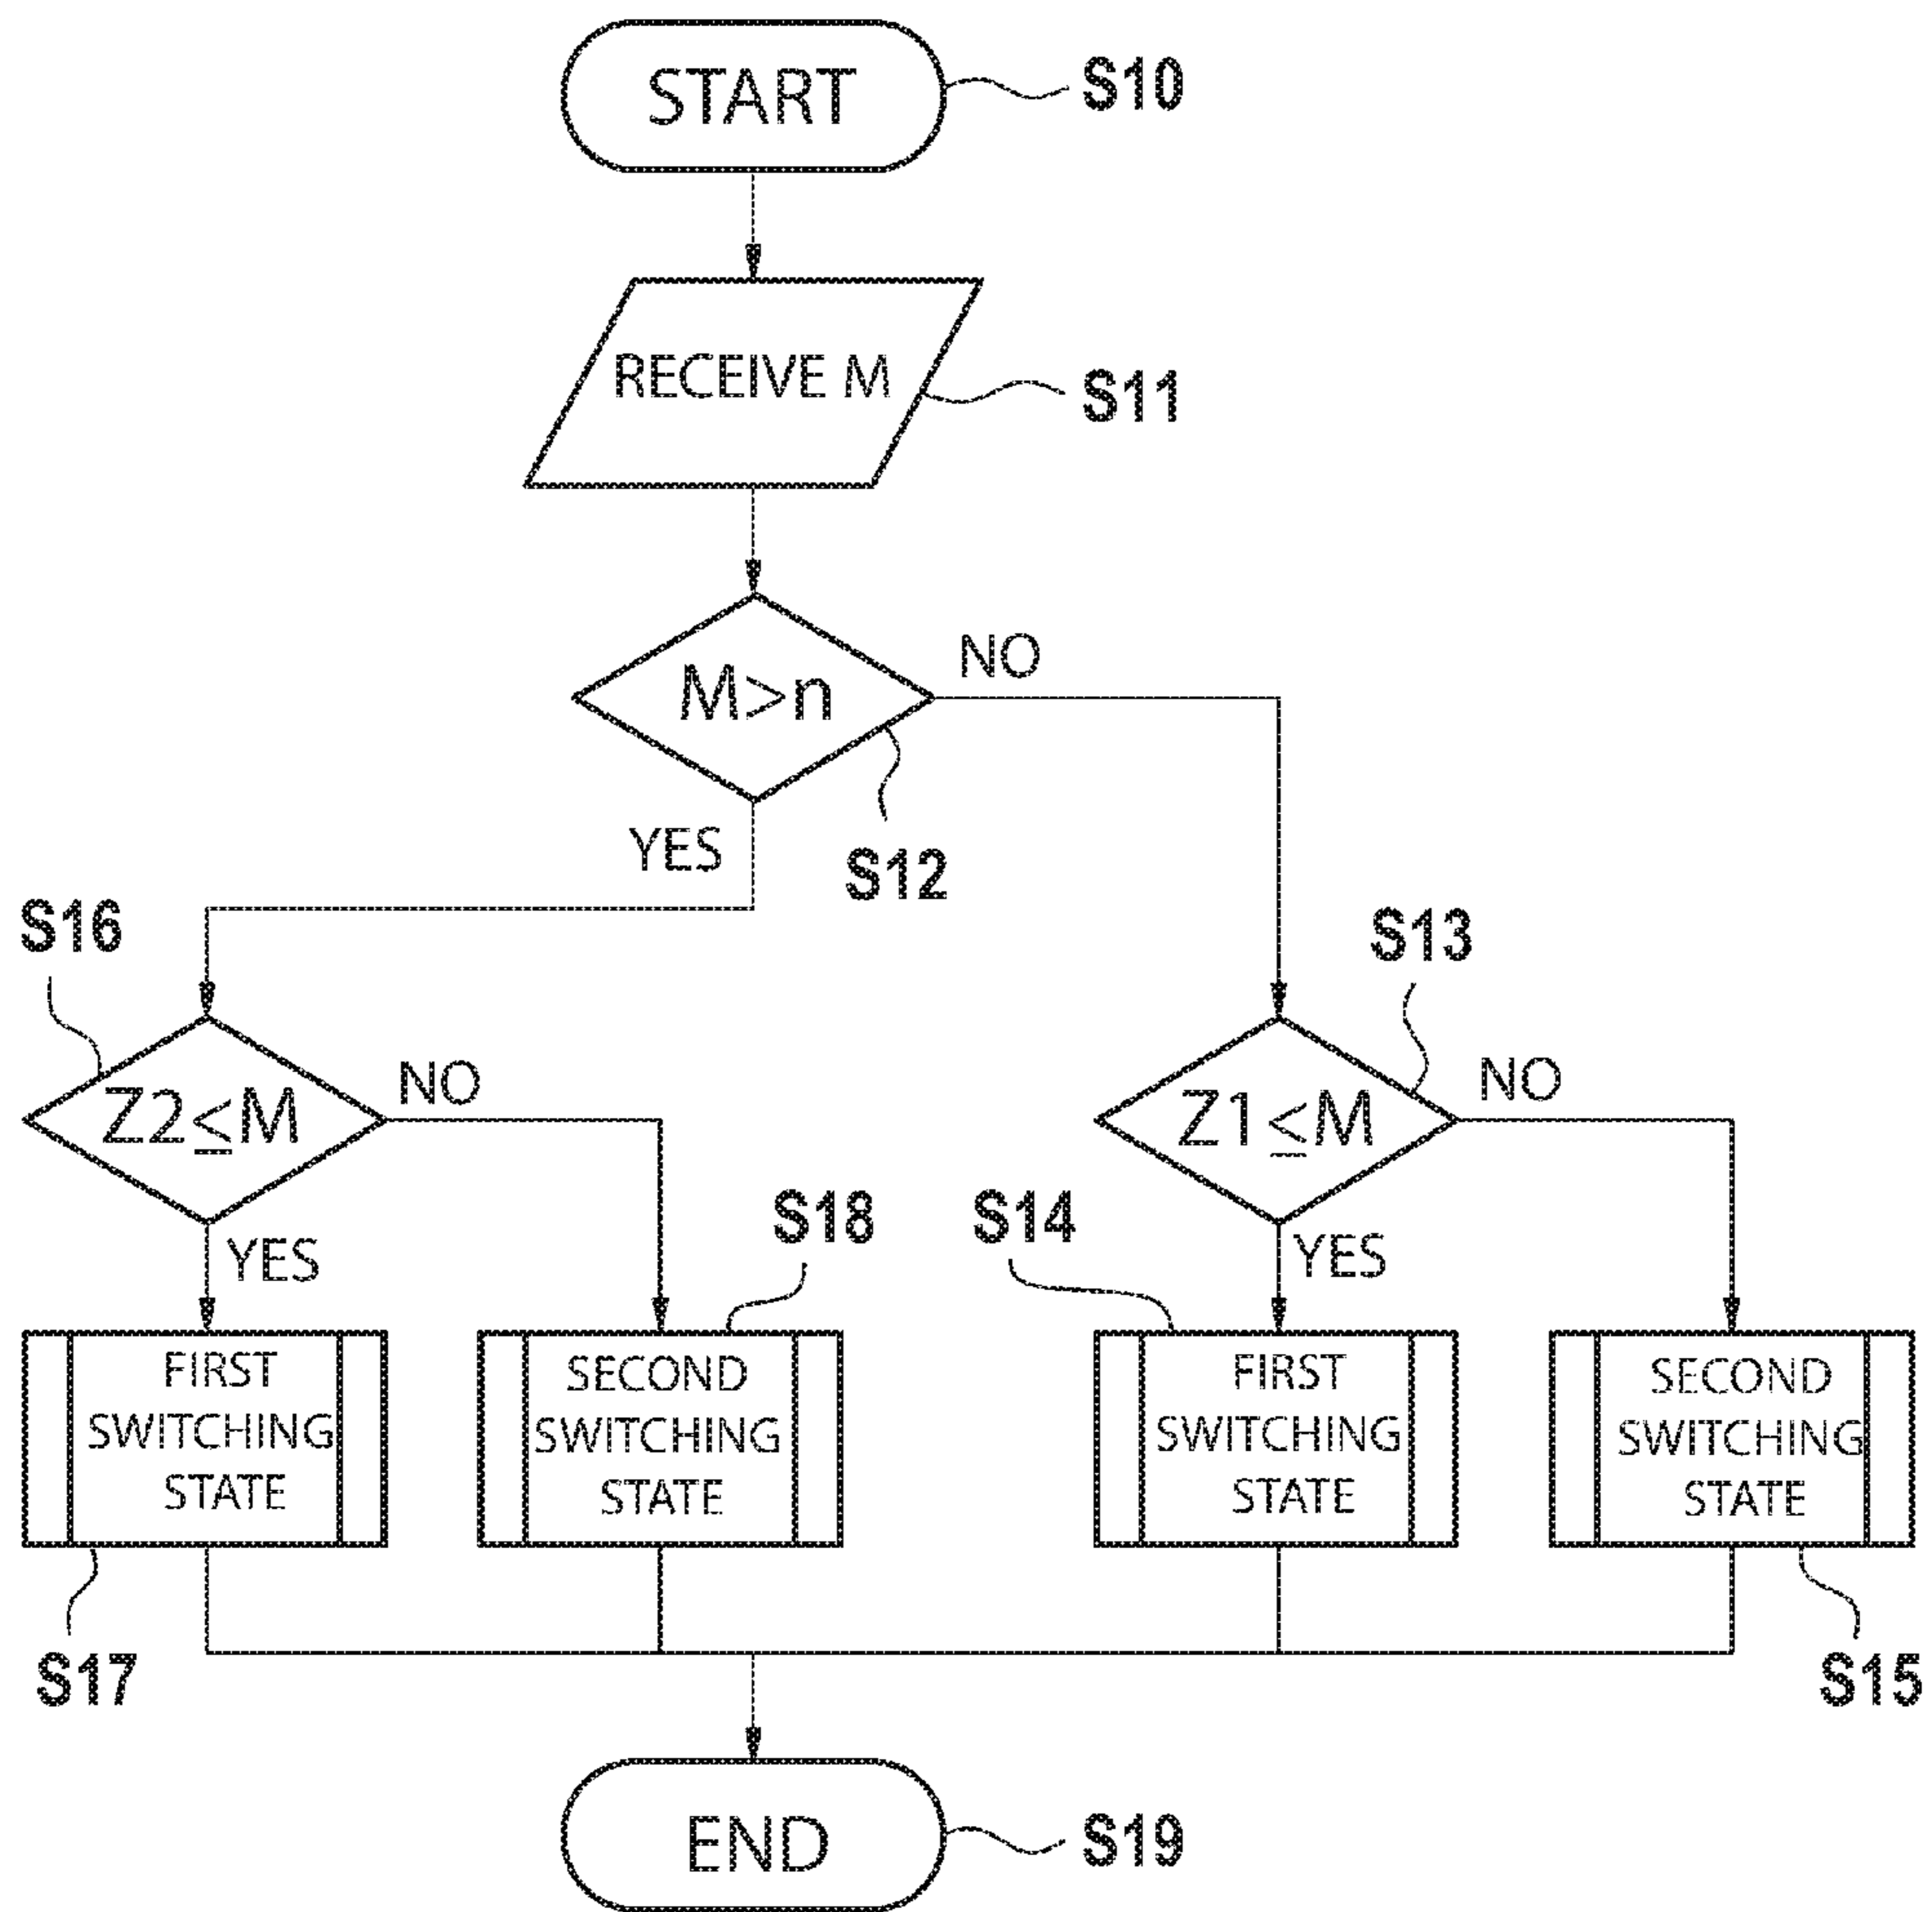 START
S10
RECEIVE M
S11
M>n
NO
YES
S12
S16
S13
Z2≤M
NO
Z1≤M
NO
YES
S18
S14
YES
FIRST
SWITCHING
STATE
SECOND
SWITCHING
STATE
FIRST
SWITCHING
STATE
SECOND
SWITCHING
STATE
S17
S15
END
S19